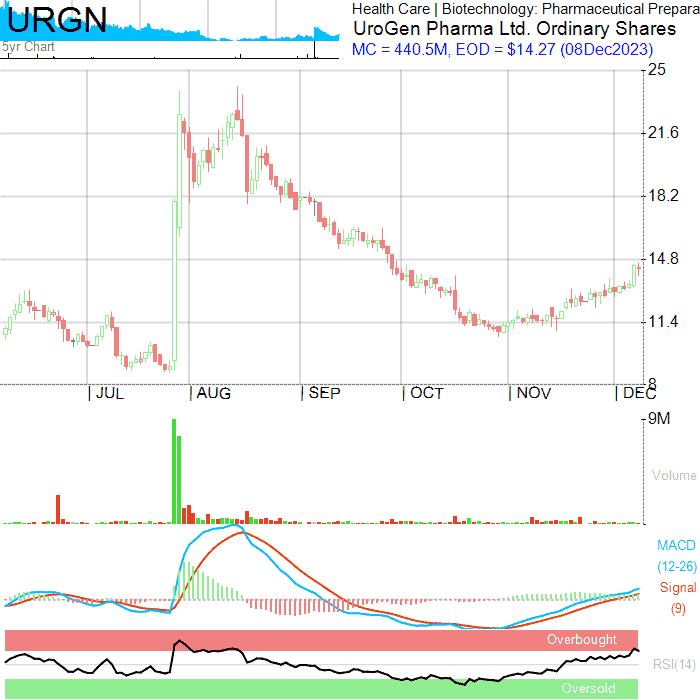 URGN
5yr Chart
Health Care | Biotechnology: Pharmaceutical Prepara
UroGen Pharma Ltd. Ordinary Shares
MC = 440.5M, EOD = $14.27 (08Dec2023)
25
21.6
18.2
14.8
11.4
8
JUL AUG SEP OCT NOV DEC
9M
Volume
MACD
(12-26)
Signal
(9)
Overbought
RSI(14)
Oversold